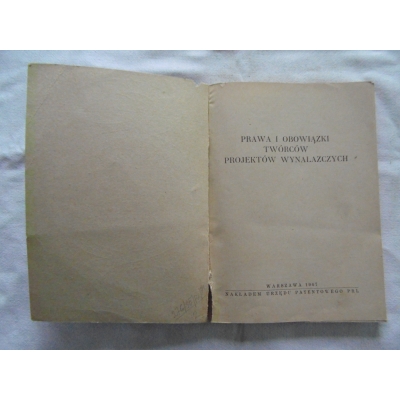 PRAWA I OBOWIĄZKI
TWÓRCÓW
PROJEKTÓW WYNALAZCZYCH
WARSZAWA
NAKŁADEM URZĘDU PATENTOWEGO PRL